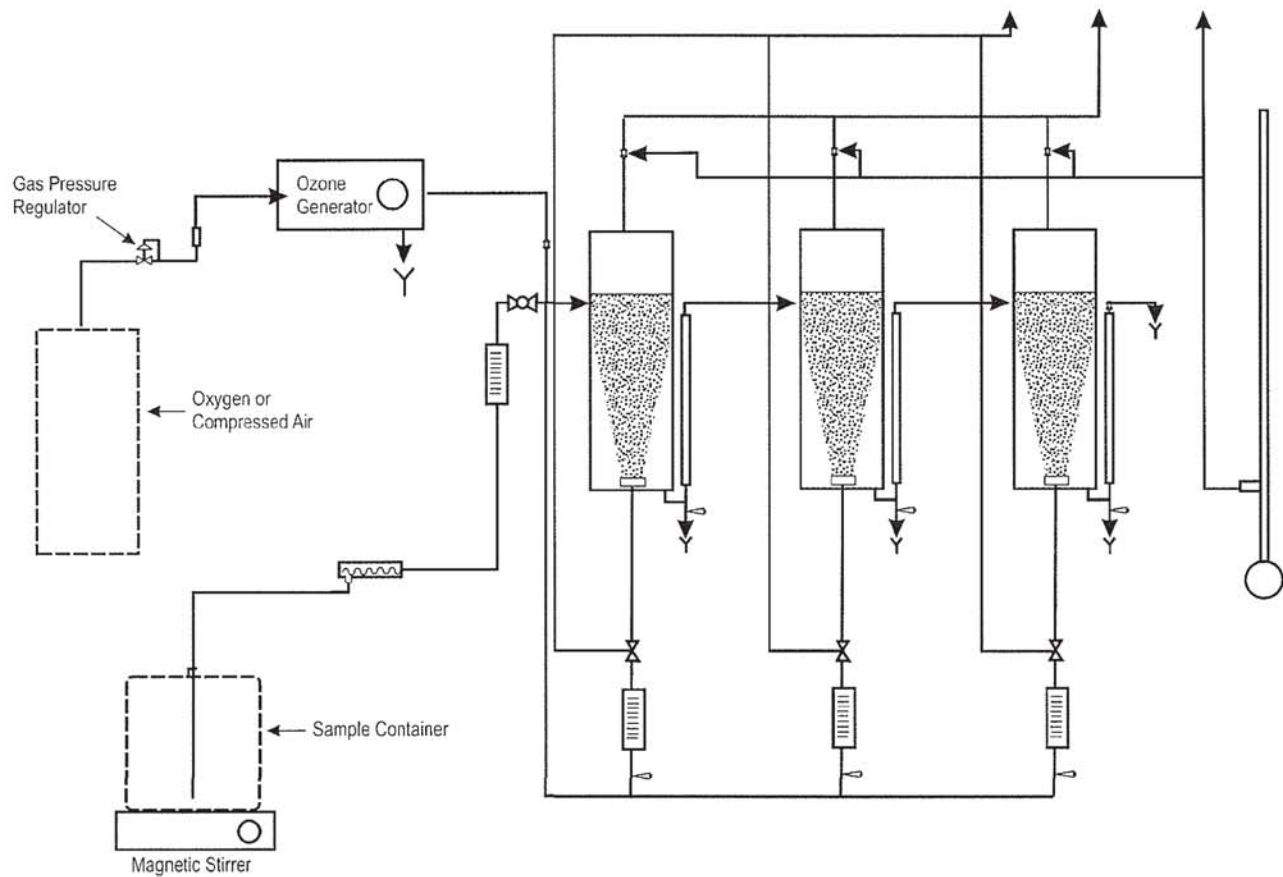 Gas Pressure
Regulator
Ozone
Generator
Oxygen or
Compressed Air
Sample Container
Magnetic Stirrer